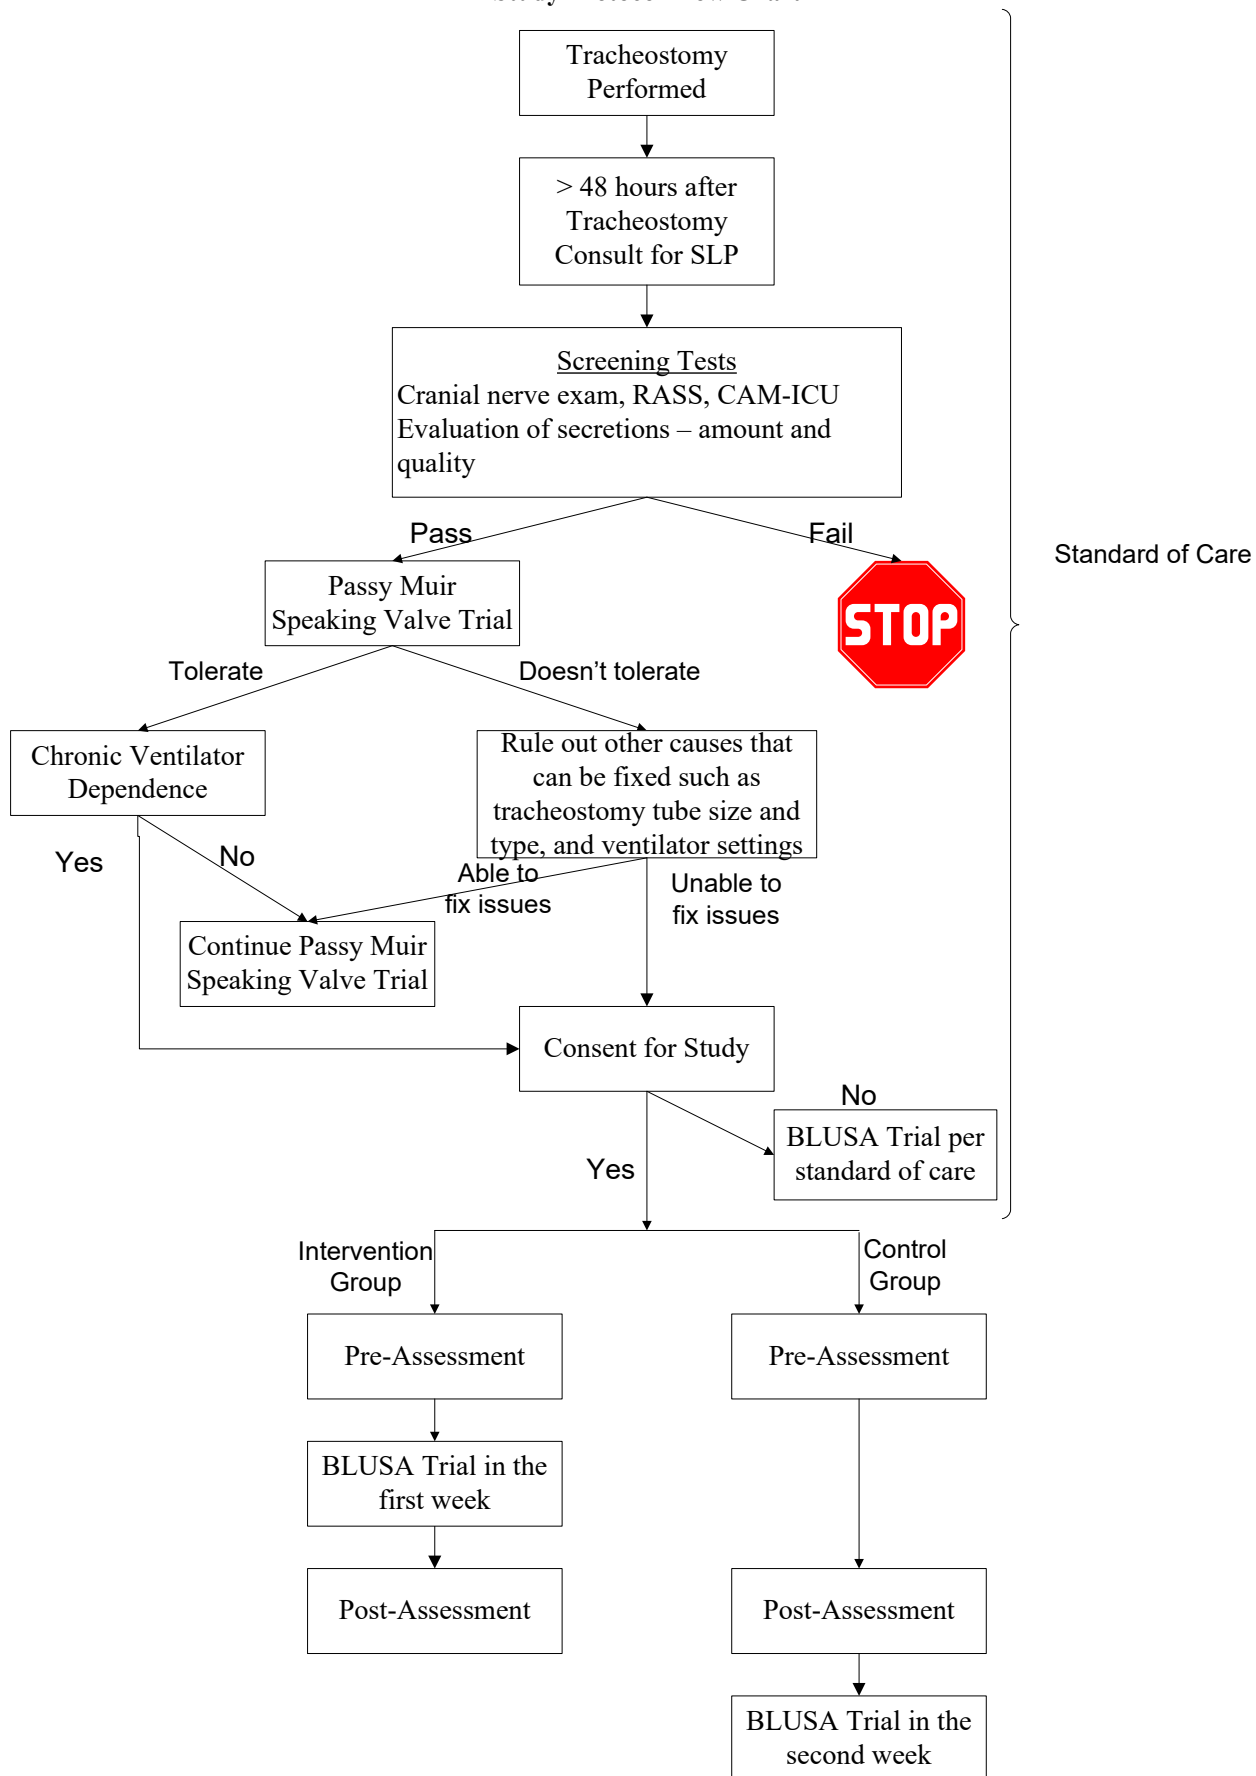 Study Protocol Flow Chart
Tracheostomy
Performed
> 48 hours after
Tracheostomy
Consult for SLP
Screening Tests
Cranial nerve exam, RASS, CAM-ICU
Evaluation of secretions – amount and
quality
Pass
Fail
Standard of Care
Passy Muir
Speaking Valve Trial
STOP
Tolerate
Doesn't tolerate
Chronic Ventilator
Dependence
Rule out other causes that
can be fixed such as
tracheostomy tube size and
type, and ventilator settings
Yes
No
Able to
fix issues
Unable to
fix issues
Continue Passy Muir
Speaking Valve Trial
Consent for Study
No
BLUSA Trial per
standard of care
Yes
Intervention
Group
Control
Group
Pre-Assessment
Pre-Assessment
BLUSA Trial in the
first week
Post-Assessment
Post-Assessment
BLUSA Trial in the
second week